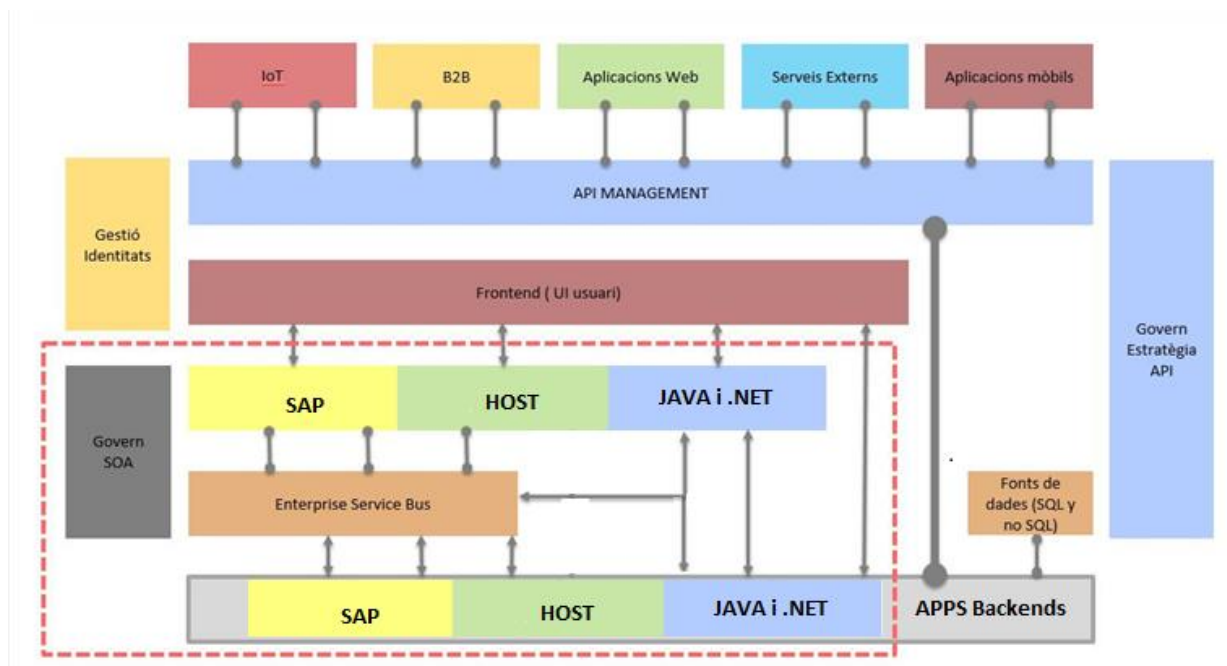 IoT
B2B
Aplicacions Web
Serveis Externs
Aplicacions mòbils
API MANAGEMENT
Gestió
Identitats
Frontend ( UI usuari)
Govern
Estratègia
API
SAP
HOST
JAVA i .NET
Govern
SOA
Enterprise Service Bus
Fonts de
dades (SQL y
no SQL)
SAP
HOST
JAVA i .NET
APPS Backends